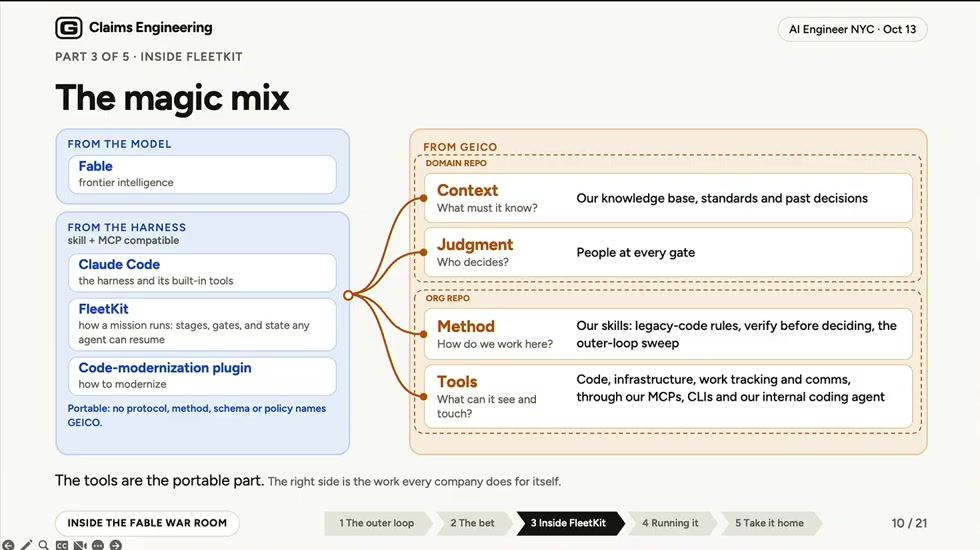 Claims Engineering
AI Engineer NYC · Oct 13
PART 3 OF 5 · INSIDE FLEETKIT
The magic mix
FROM THE MODEL
Fable
frontier intelligence
FROM THE HARNESS
skill + MCP compatible
Claude Code
the harness and its built-in tools
FleetKit
how a mission runs: stages, gates, and state any
agent can resume
Code-modernization plugin
how to modernize
Portable: no protocol, method, schema or policy names
GEICO.
FROM GEICO
DOMAIN REPO
Context
What must it know?
Our knowledge base, standards and past decisions
Judgment
Who decides?
People at every gate
ORG REPO
Method
How do we work here?
Our skills: legacy-code rules, verify before deciding, the
outer-loop sweep
Tools
What can it see and
touch?
Code, infrastructure, work tracking and comms,
through our MCPs, CLIs and our internal coding agent
The tools are the portable part. The right side is the work every company does for itself.
INSIDE THE FABLE WAR ROOM
1 The outer loop
2 The bet
3 Inside FleetKit
4 Running it
5 Take it home
10 / 21